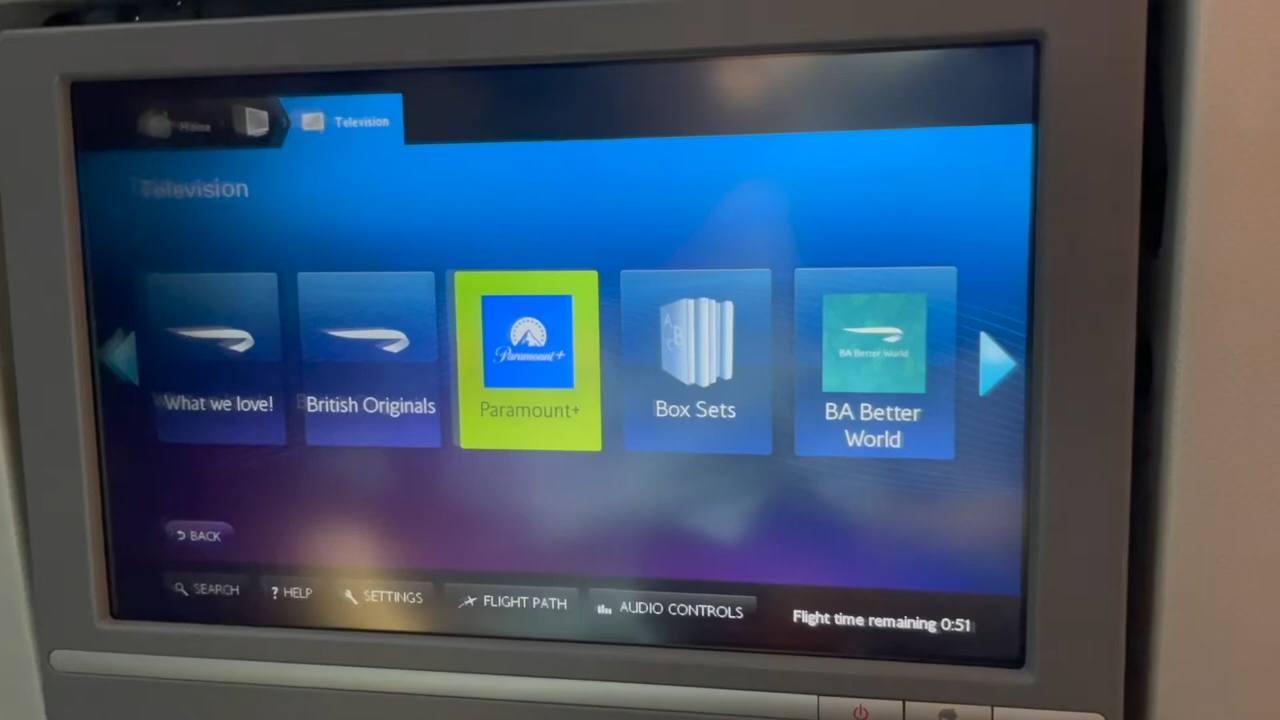 Home
Television
Television
What we love!
British Originals
Paramount+
Paramount+
A
B
C
Box Sets
BA Better World
BA Better
World
BACK
SEARCH
? HELP
SETTINGS
FLIGHT PATH
AUDIO CONTROLS
Flight time remaining 0:51